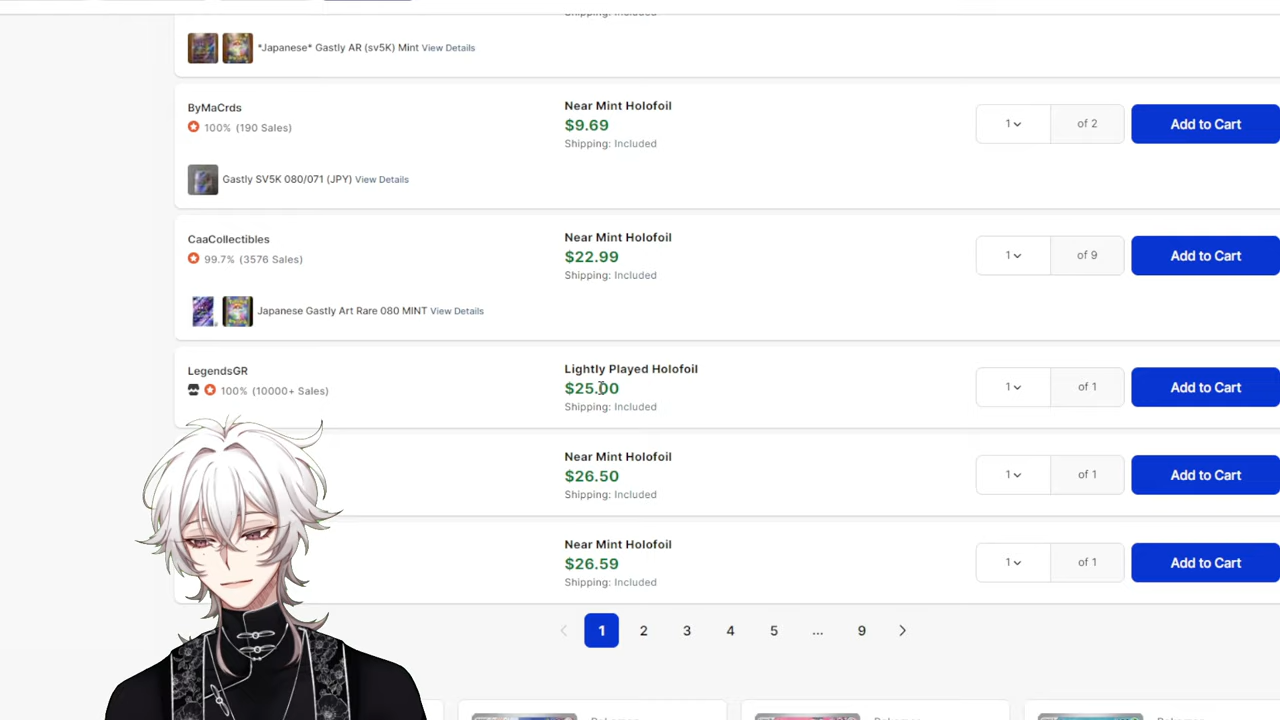 Shipping: Included
*Japanese* Gastly AR (sv5K) Mint View Details
ByMaCrds
100% (190 Sales)
Near Mint Holofoil
$9.69
Shipping: Included
1
of 2
Add to Cart
Gastly SV5K 080/071 (JPY) View Details
CaaCollectibles
99.7% (3576 Sales)
Near Mint Holofoil
$22.99
Shipping: Included
1
of 9
Add to Cart
Japanese Gastly Art Rare 080 MINT View Details
LegendsGR
100% (10000+ Sales)
Lightly Played Holofoil
$25.00
Shipping: Included
1
of 1
Add to Cart
Near Mint Holofoil
$26.50
Shipping: Included
1
of 1
Add to Cart
Near Mint Holofoil
$26.59
Shipping: Included
1
of 1
Add to Cart
1 2 3 4 5 ... 9